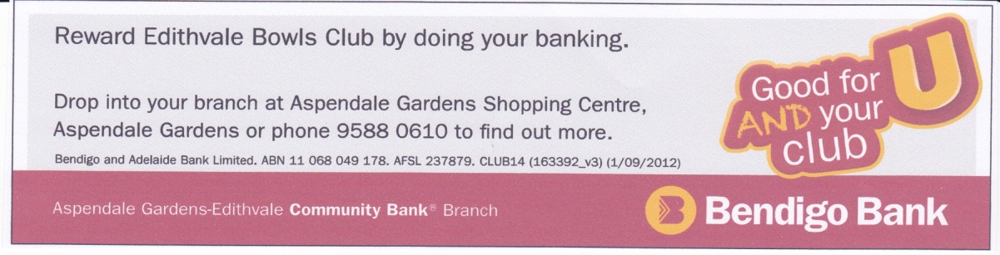 Reward Edithvale Bowls Club by doing your banking.
Drop into your branch at Aspendale Gardens Shopping Centre,
Aspendale Gardens or phone 9588 0610 to find out more.
Bendigo and Adelaide Bank Limited. ABN 11 068 049 178. AFSL 237879. CLUB14 (163392_v3) (1/09/2012)
Good for U
AND your
club
Aspendale Gardens-Edithvale Community Bank® Branch
B Bendigo Bank